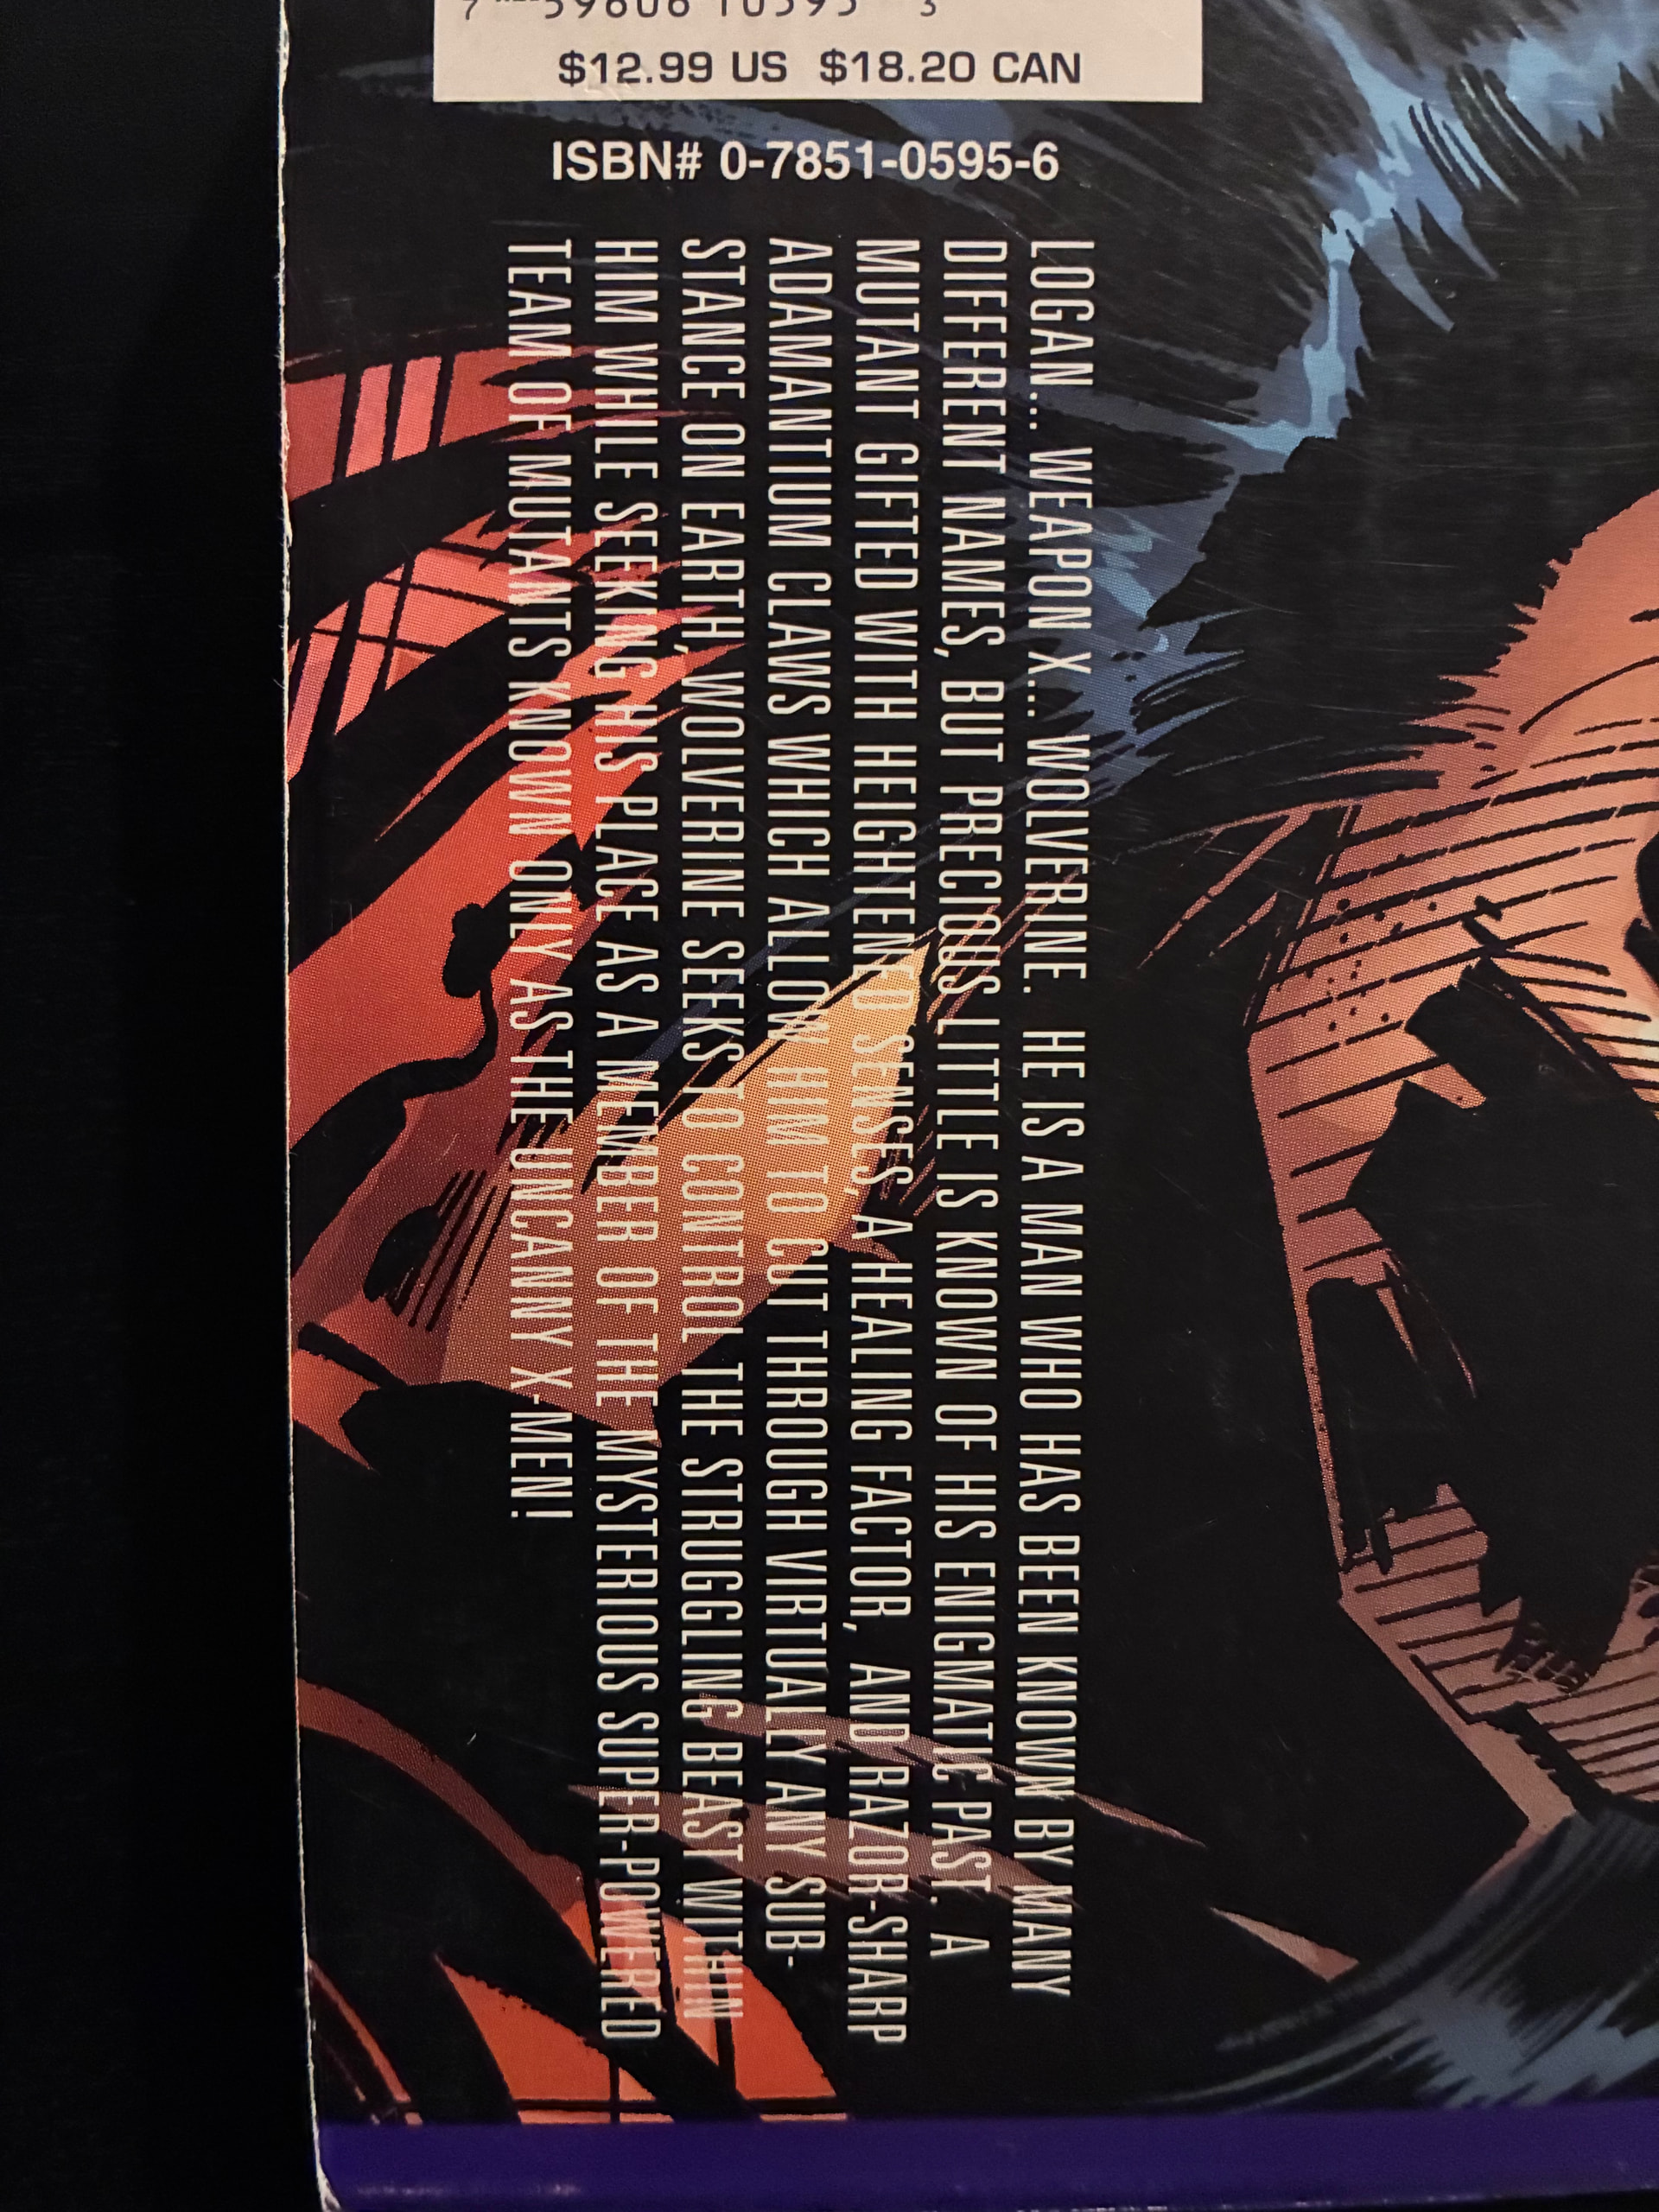 $12.99 US $18.20 CAN
ISBN# 0-7851-0595-6
LOGAN... WEAPON X... WOLVERINE. HE IS A MAN WHO HAS BEEN KNOWN BY MANY
DIFFERENT NAMES, BUT PRECIOUS LITTLE IS KNOWN OF HIS ENIGMATIC PAST. A
MUTANT GIFTED WITH HEIGHTENED SENSES, A HEALING FACTOR, AND RAZOR-SHARP
ADAMANTIUM CLAWS WHICH ALLOW HIM TO CUT THROUGH VIRTUALLY ANY SUB-
STANCE ON EARTH, WOLVERINE SEEKS TO CONTROL THE STRUGGLING BEAST WITHIN
HIM WHILE SEEKING HIS PLACE AS A MEMBER OF THE MYSTERIOUS SUPER-POWERED
TEAM OF MUTANTS KNOWN ONLY AS THE UNCANNY X-MEN!